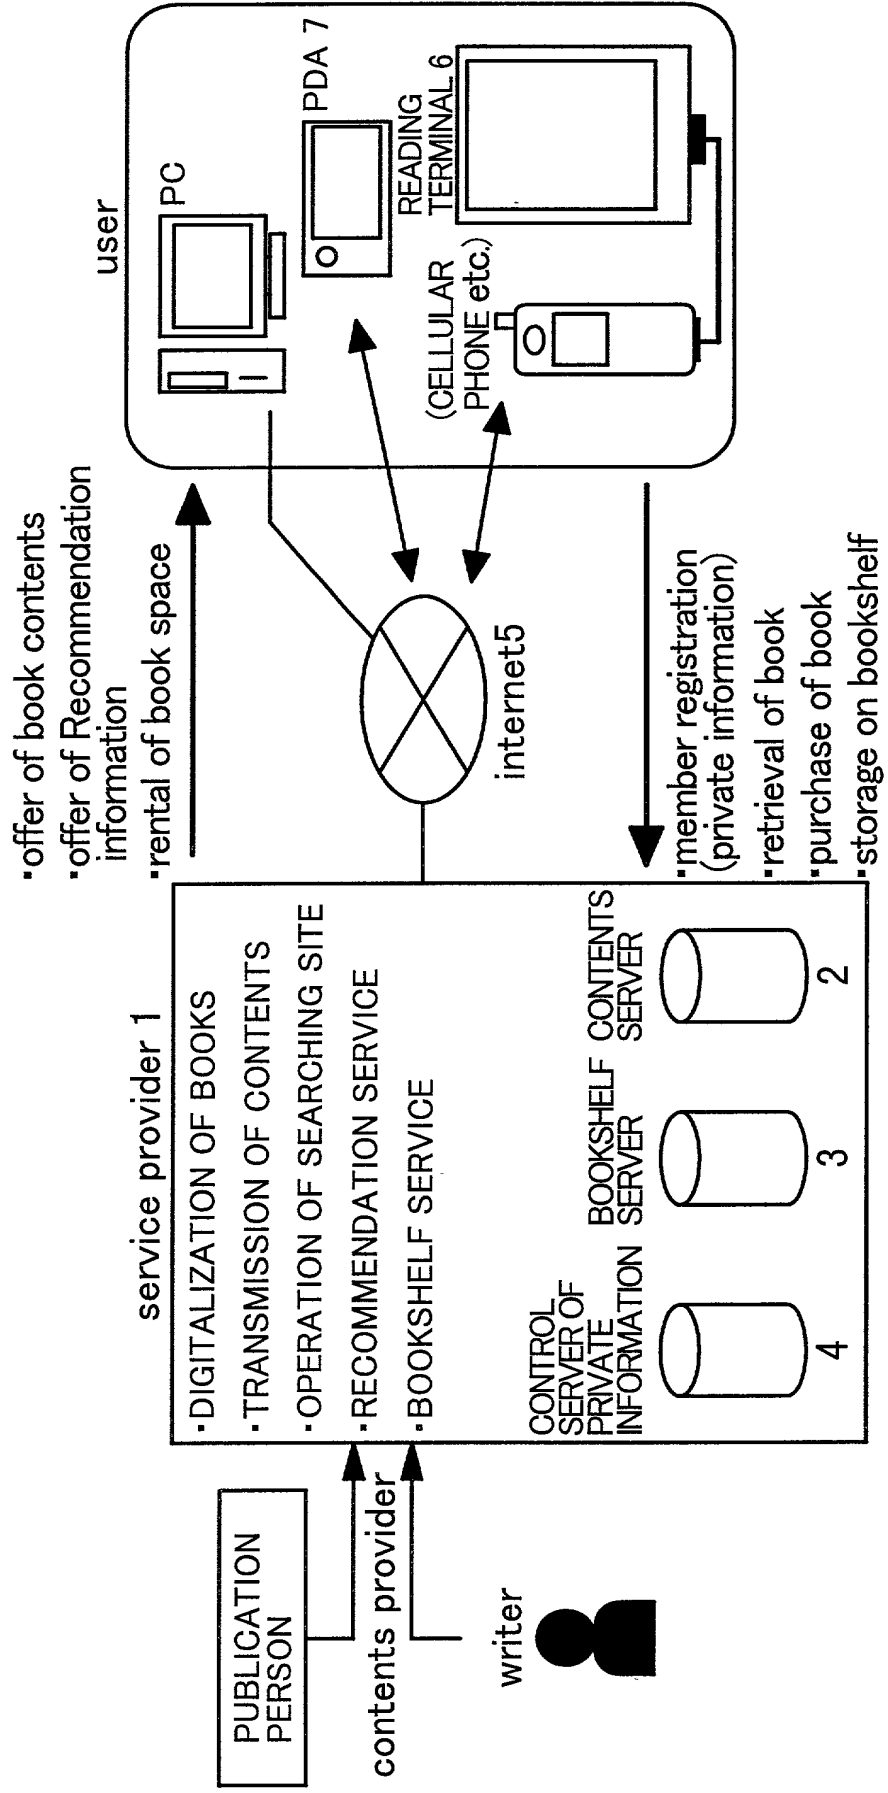 PUBLICATION
PERSON
contents provider
writer
service provider 1
·DIGITALIZATION OF BOOKS
·TRANSMISSION OF CONTENTS
·OPERATION OF SEARCHING SITE
·RECOMMENDATION SERVICE
·BOOKSHELF SERVICE
CONTROL
SERVER OF
PRIVATE
INFORMATION
4
BOOKSHELF
SERVER
3
CONTENTS
SERVER
2
·offer of book contents
·offer of Recommendation
information
·rental of book space
internet5
·member registration
(private information)
·retrieval of book
·purchase of book
·storage on bookshelf
user
PC
PDA 7
READING
TERMINAL 6
(CELLULAR
PHONE etc.)